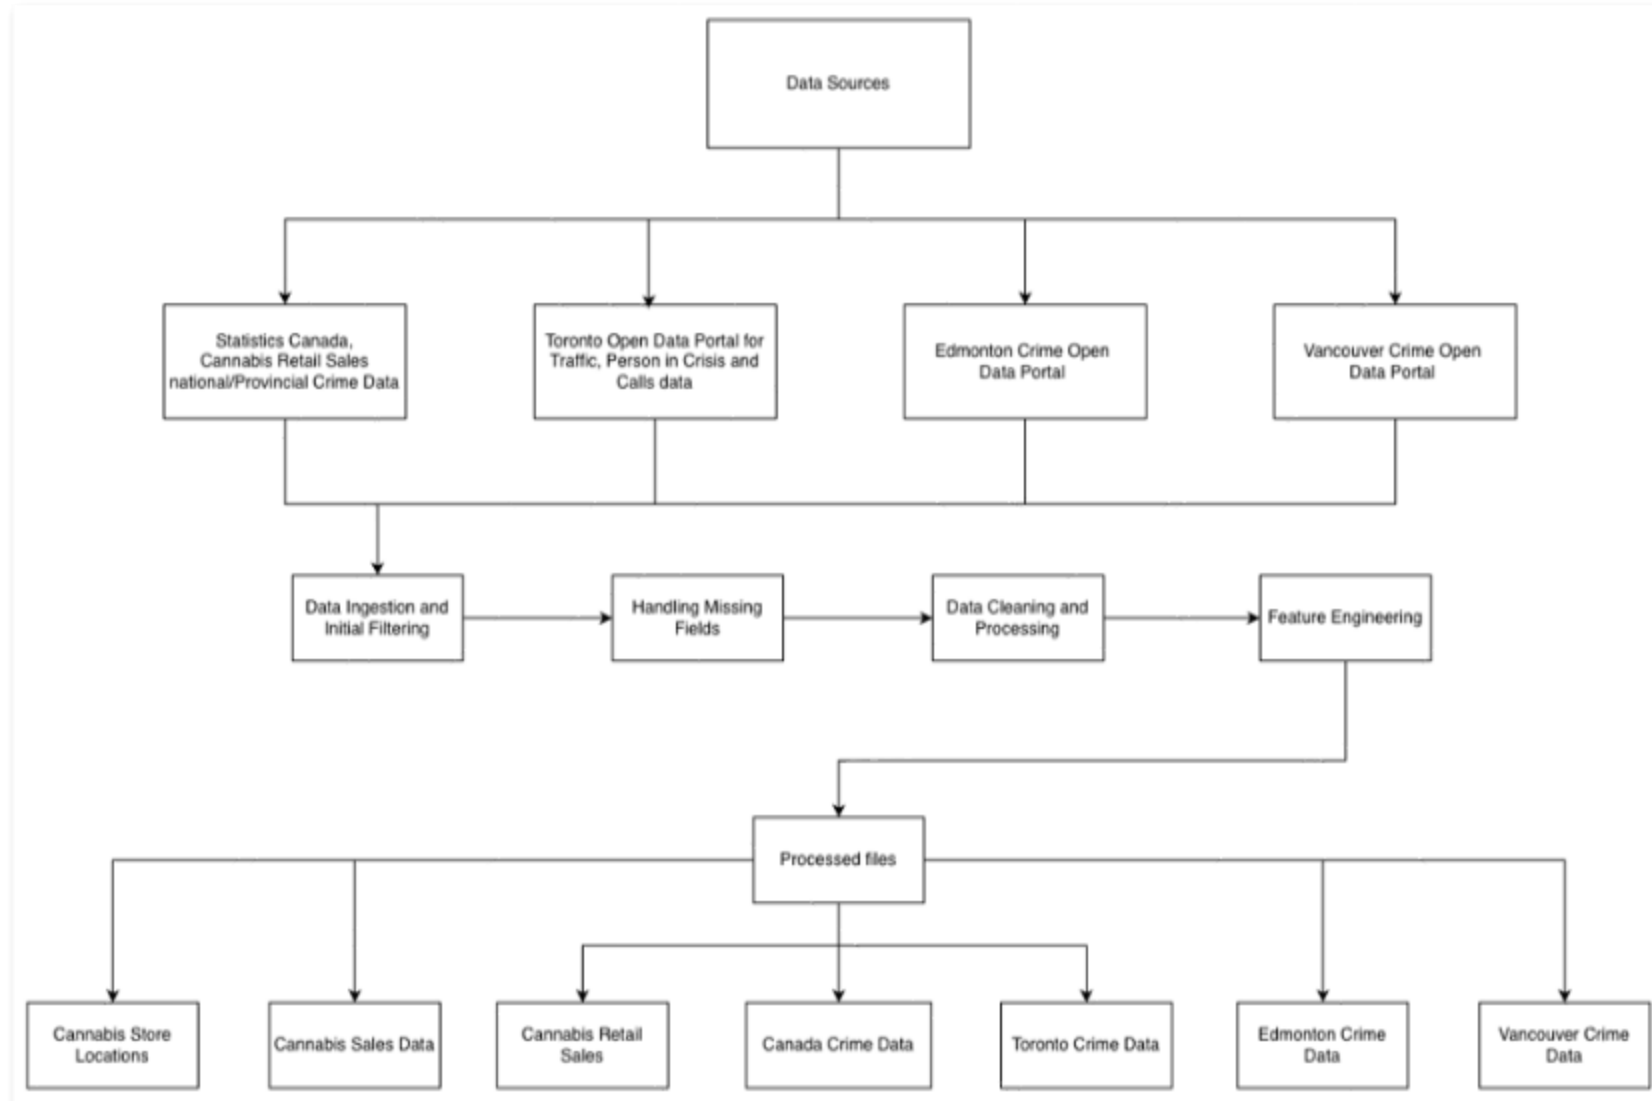 Data Sources
Statistics Canada,
Cannabis Retail Sales
national/Provincial Crime Data
Toronto Open Data Portal for
Traffic, Person in Crisis and
Calls data
Edmonton Crime Open
Data Portal
Vancouver Crime Open
Data Portal
Data Ingestion and
Initial Filtering
Handling Missing
Fields
Data Cleaning and
Processing
Feature Engineering
Processed files
Cannabis Store
Locations
Cannabis Sales Data
Cannabis Retail
Sales
Canada Crime Data
Toronto Crime Data
Edmonton Crime
Data
Vancouver Crime
Data